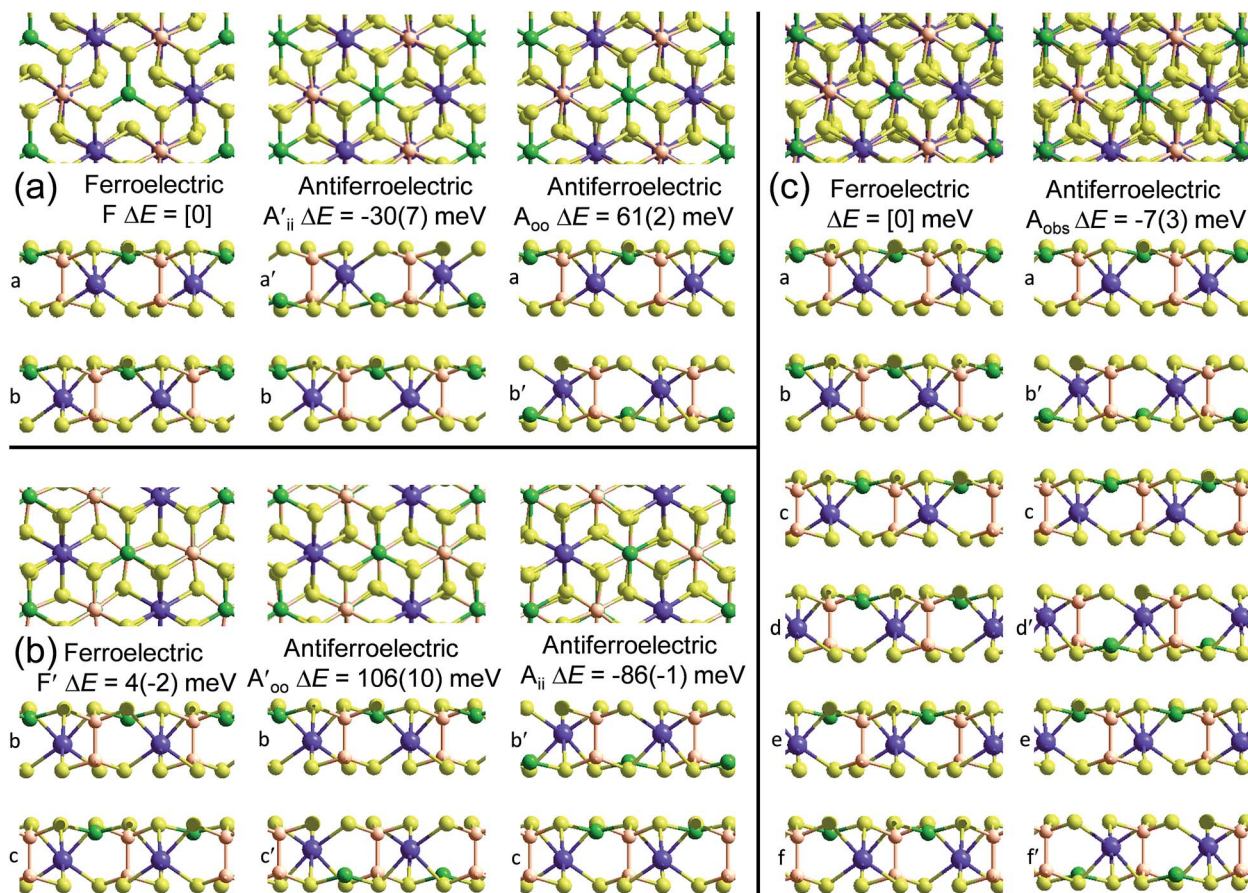 (a)
Ferroelectric
F ΔE = [0]
Antiferroelectric
A′ii ΔE = -30(7) meV
Antiferroelectric
Aoo ΔE = 61(2) meV
a
a′
a
b
b
b′
(b)
Ferroelectric
F′ ΔE = 4(-2) meV
Antiferroelectric
A′oo ΔE = 106(10) meV
Antiferroelectric
Aii ΔE = -86(-1) meV
b
b
b′
c
c′
c
(c)
Ferroelectric
ΔE = [0] meV
Antiferroelectric
Aobs ΔE = -7(3) meV
a
a
b
b′
c
c
d
d′
e
e
f
f′